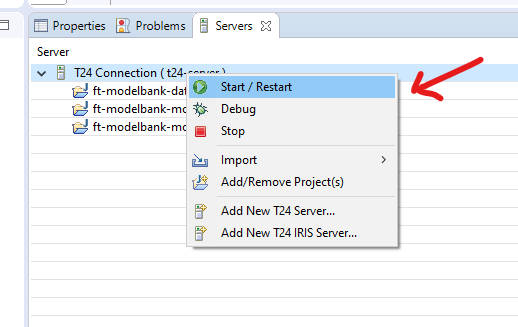 Properties Problems Servers
Server
T24 Connection ( t24-server )
ft-modelbank-dat
ft-modelbank-mo
ft-modelbank-mo
Start / Restart
Debug
Stop
Import
Add/Remove Project(s)
Add New T24 Server...
Add New T24 IRIS Server...